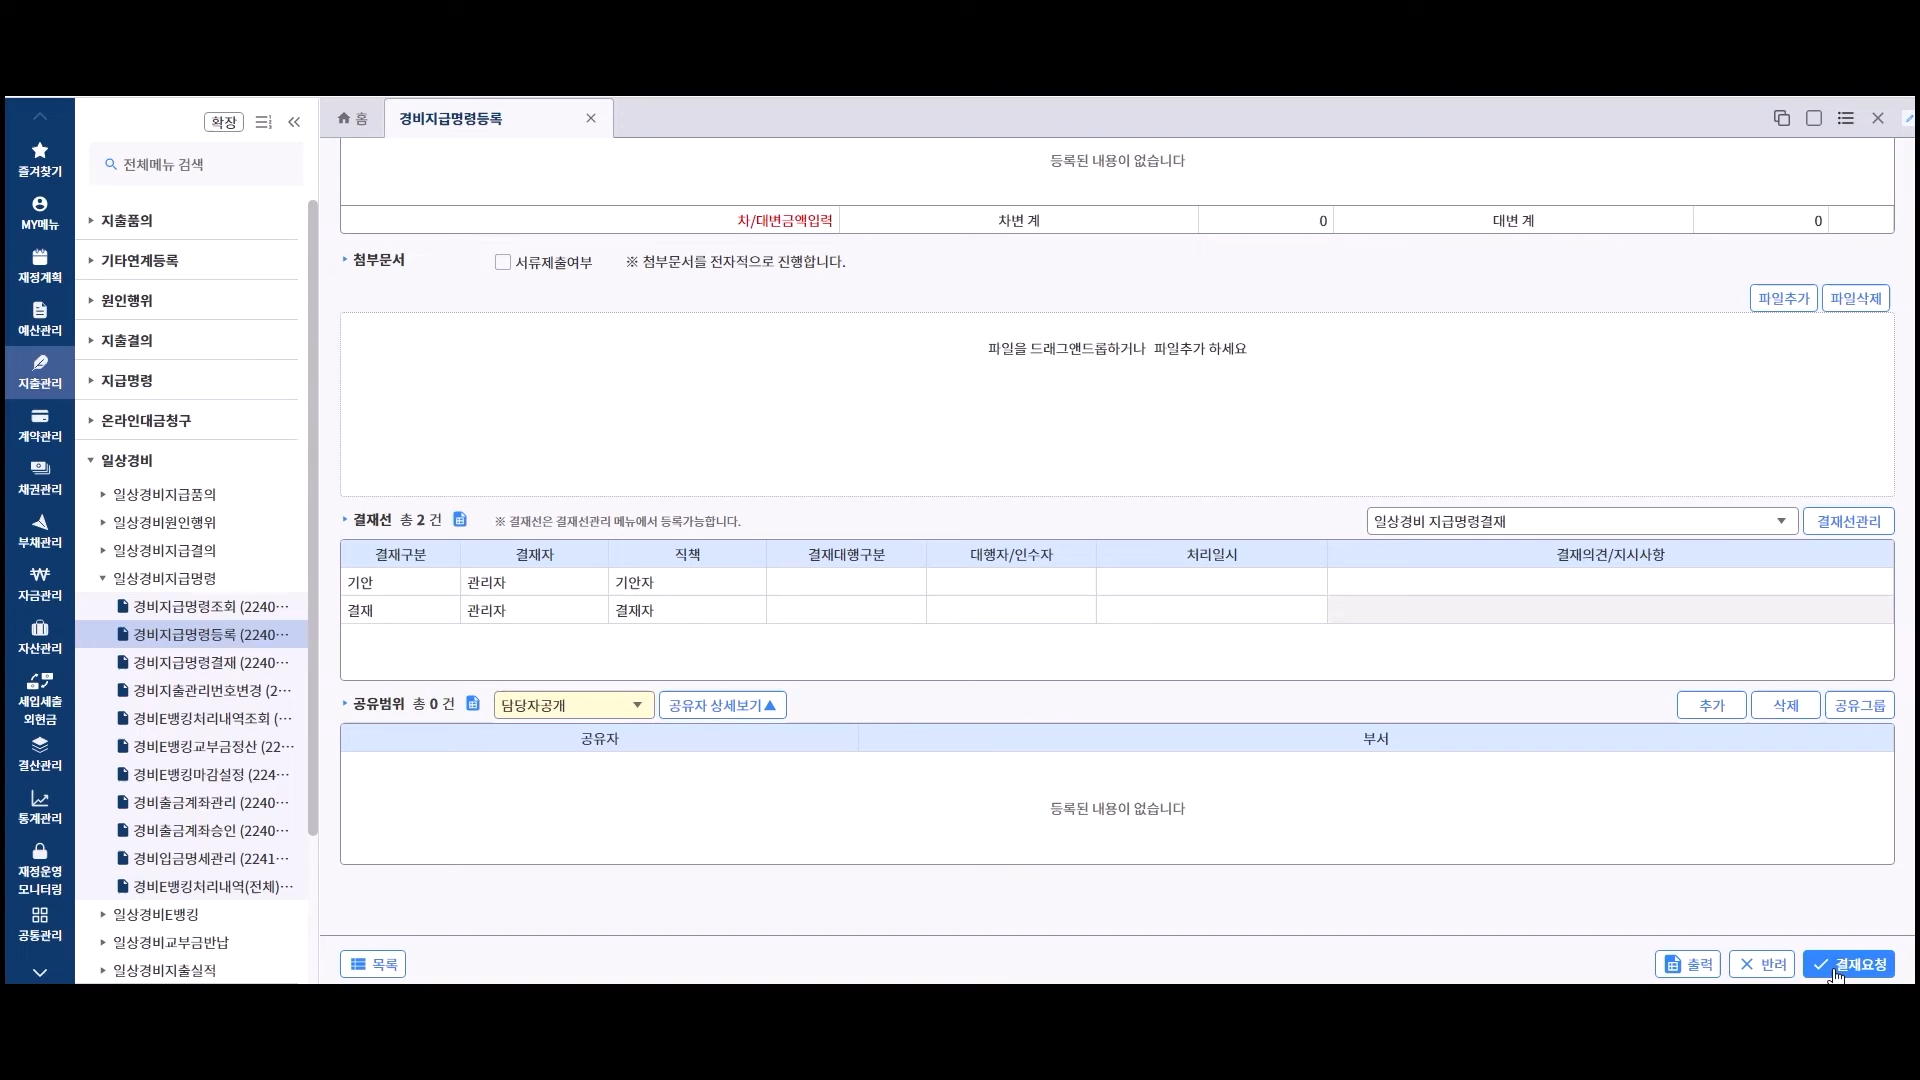 즐겨찾기
MY메뉴
재정계획
예산관리
지출관리
계약관리
채권관리
부채관리
자금관리
자산관리
세입세출
외현금
결산관리
통계관리
재정운영
모니터링
공통관리
확장
전체메뉴 검색
지출품의
기타연계등록
원인행위
지출결의
지급명령
온라인대금청구
일상경비
일상경비지급품의
일상경비원인행위
일상경비지급결의
일상경비지급명령
경비지급명령조회 (2240···
경비지급명령등록 (2240···
경비지급명령결재 (2240···
경비지출관리번호변경 (2···
경비E뱅킹처리내역조회 (···
경비E뱅킹교부금정산 (22···
경비E뱅킹마감설정 (224···
경비출금계좌관리 (2240···
경비출금계좌승인 (2240···
경비입금명세관리 (2241···
경비E뱅킹처리내역(전체)···
일상경비E뱅킹
일상경비교부금반납
일상경비지출실적
홈 경비지급명령등록
등록된 내용이 없습니다
차/대변금액입력 차변 계 0 대변 계 0
첨부문서 서류제출여부 ※ 첨부문서를 전자적으로 진행합니다.
파일추가 파일삭제
파일을 드래그앤드롭하거나 파일추가 하세요
결재선 총 2 건 ※ 결재선은 결재선관리 메뉴에서 등록가능합니다. 일상경비 지급명령결재 결재선관리
결재구분 결재자 직책 결재대행구분 대행자/인수자 처리일시 결재의견/지시사항
기안 관리자 기안자
결재 관리자 결재자
공유범위 총 0 건 담당자공개 공유자 상세보기▲ 추가 삭제 공유그룹
공유자 부서
등록된 내용이 없습니다
목록 출력 반려 결재요청